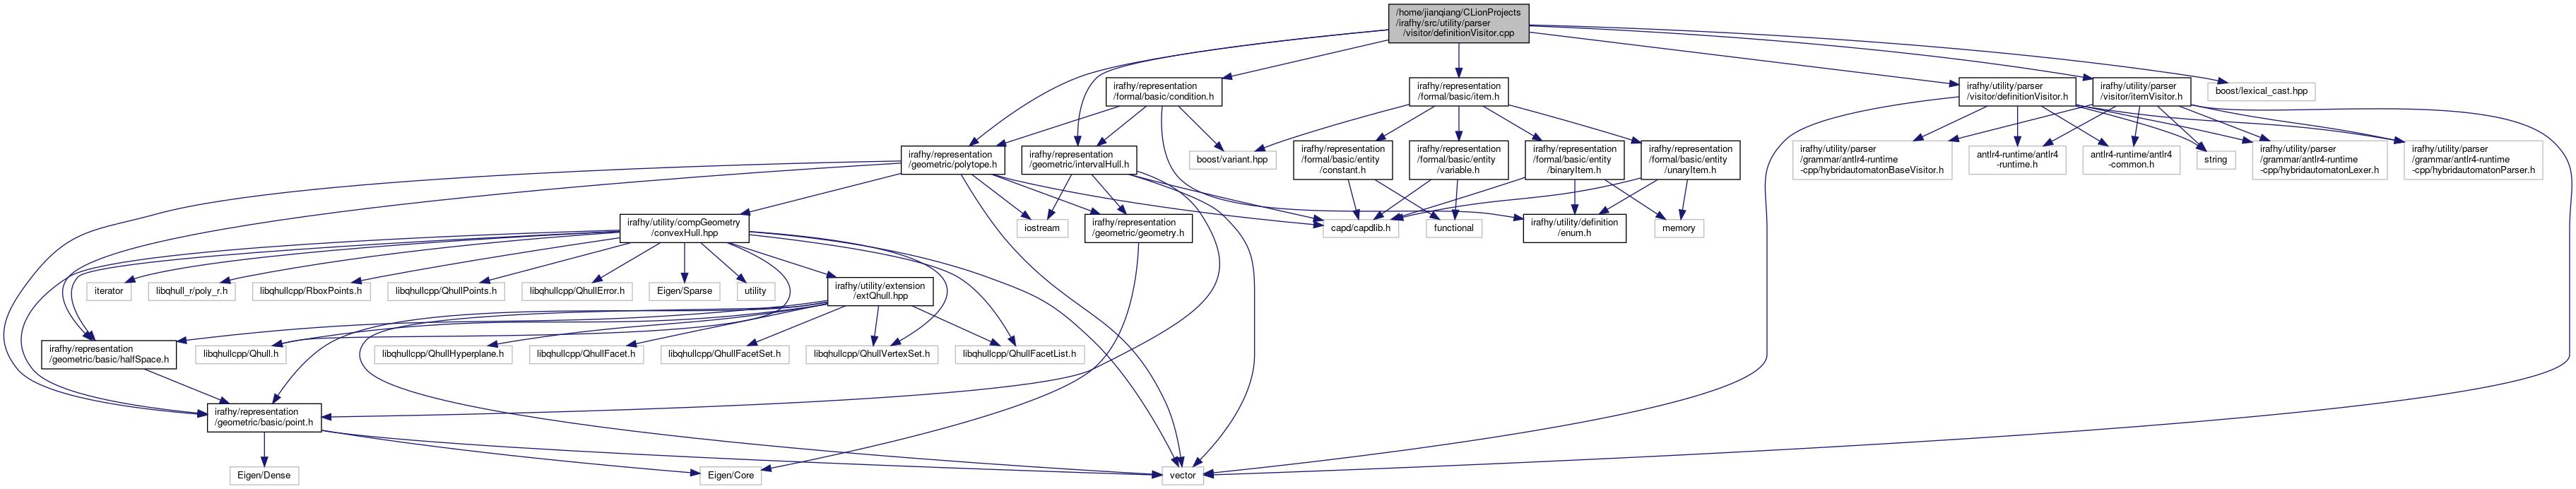 /home/jianqiang/CLionProjects
/irafhy/src/utility/parser
/visitor/definitionVisitor.cpp
irafhy/representation
/formal/basic/condition.h
irafhy/representation
/formal/basic/item.h
irafhy/utility/parser
/visitor/definitionVisitor.h
irafhy/utility/parser
/visitor/itemVisitor.h
boost/lexical_cast.hpp
irafhy/representation
/geometric/polytope.h
irafhy/representation
/geometric/intervalHull.h
boost/variant.hpp
irafhy/representation
/formal/basic/entity
/constant.h
irafhy/representation
/formal/basic/entity
/variable.h
irafhy/representation
/formal/basic/entity
/binaryItem.h
irafhy/representation
/formal/basic/entity
/unaryItem.h
irafhy/utility/parser
/grammar/antlr4-runtime
-cpp/hybridautomatonBaseVisitor.h
antlr4-runtime/antlr4
-runtime.h
antlr4-runtime/antlr4
-common.h
string
irafhy/utility/parser
/grammar/antlr4-runtime
-cpp/hybridautomatonLexer.h
irafhy/utility/parser
/grammar/antlr4-runtime
-cpp/hybridautomatonParser.h
irafhy/utility/compGeometry
/convexHull.hpp
iostream
irafhy/representation
/geometric/geometry.h
capd/capdlib.h
functional
irafhy/utility/definition
/enum.h
memory
iterator
libqhull_r/poly_r.h
libqhullcpp/RboxPoints.h
libqhullcpp/QhullPoints.h
libqhullcpp/QhullError.h
Eigen/Sparse
utility
irafhy/utility/extension
/extQhull.hpp
irafhy/representation
/geometric/basic/halfSpace.h
libqhullcpp/Qhull.h
libqhullcpp/QhullHyperplane.h
libqhullcpp/QhullFacet.h
libqhullcpp/QhullFacetSet.h
libqhullcpp/QhullVertexSet.h
libqhullcpp/QhullFacetList.h
irafhy/representation
/geometric/basic/point.h
Eigen/Dense
Eigen/Core
vector